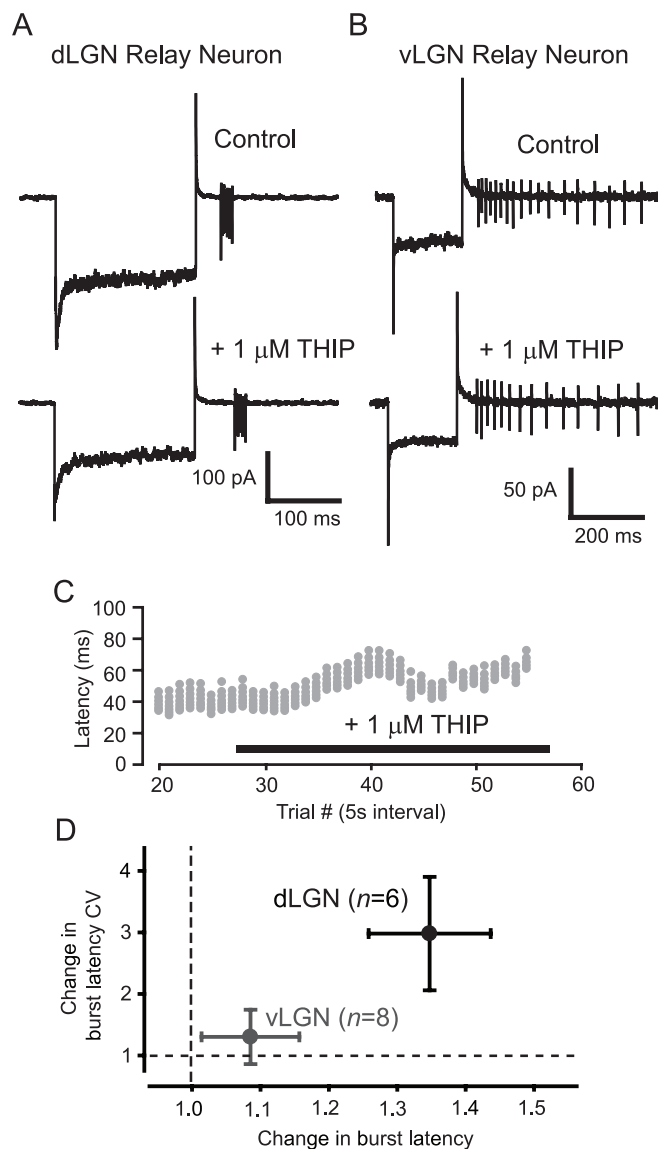 A
B
dLGN Relay Neuron
vLGN Relay Neuron
Control
Control
+ 1 μM THIP
+ 1 μM THIP
100 pA
100 ms
50 pA
200 ms
C
100
80
60
40
20
0
Latency (ms)
+ 1 μM THIP
20
30
40
50
60
Trial # (5s interval)
D
4
3
2
1
Change in
burst latency CV
dLGN (n=6)
vLGN (n=8)
1.0
1.1
1.2
1.3
1.4
1.5
Change in burst latency